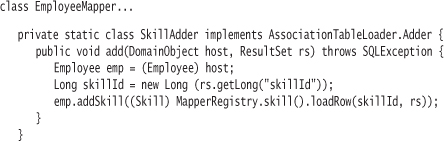 class EmployeeMapper...
private static class SkillAdder implements AssociationTableLoader.Adder {
public void add(DomainObject host, ResultSet rs) throws SQLException {
Employee emp = (Employee) host;
Long skillId = new Long (rs.getLong("skillId"));
emp.addSkill((Skill) MapperRegistry.skill().loadRow(skillId, rs));
}
}